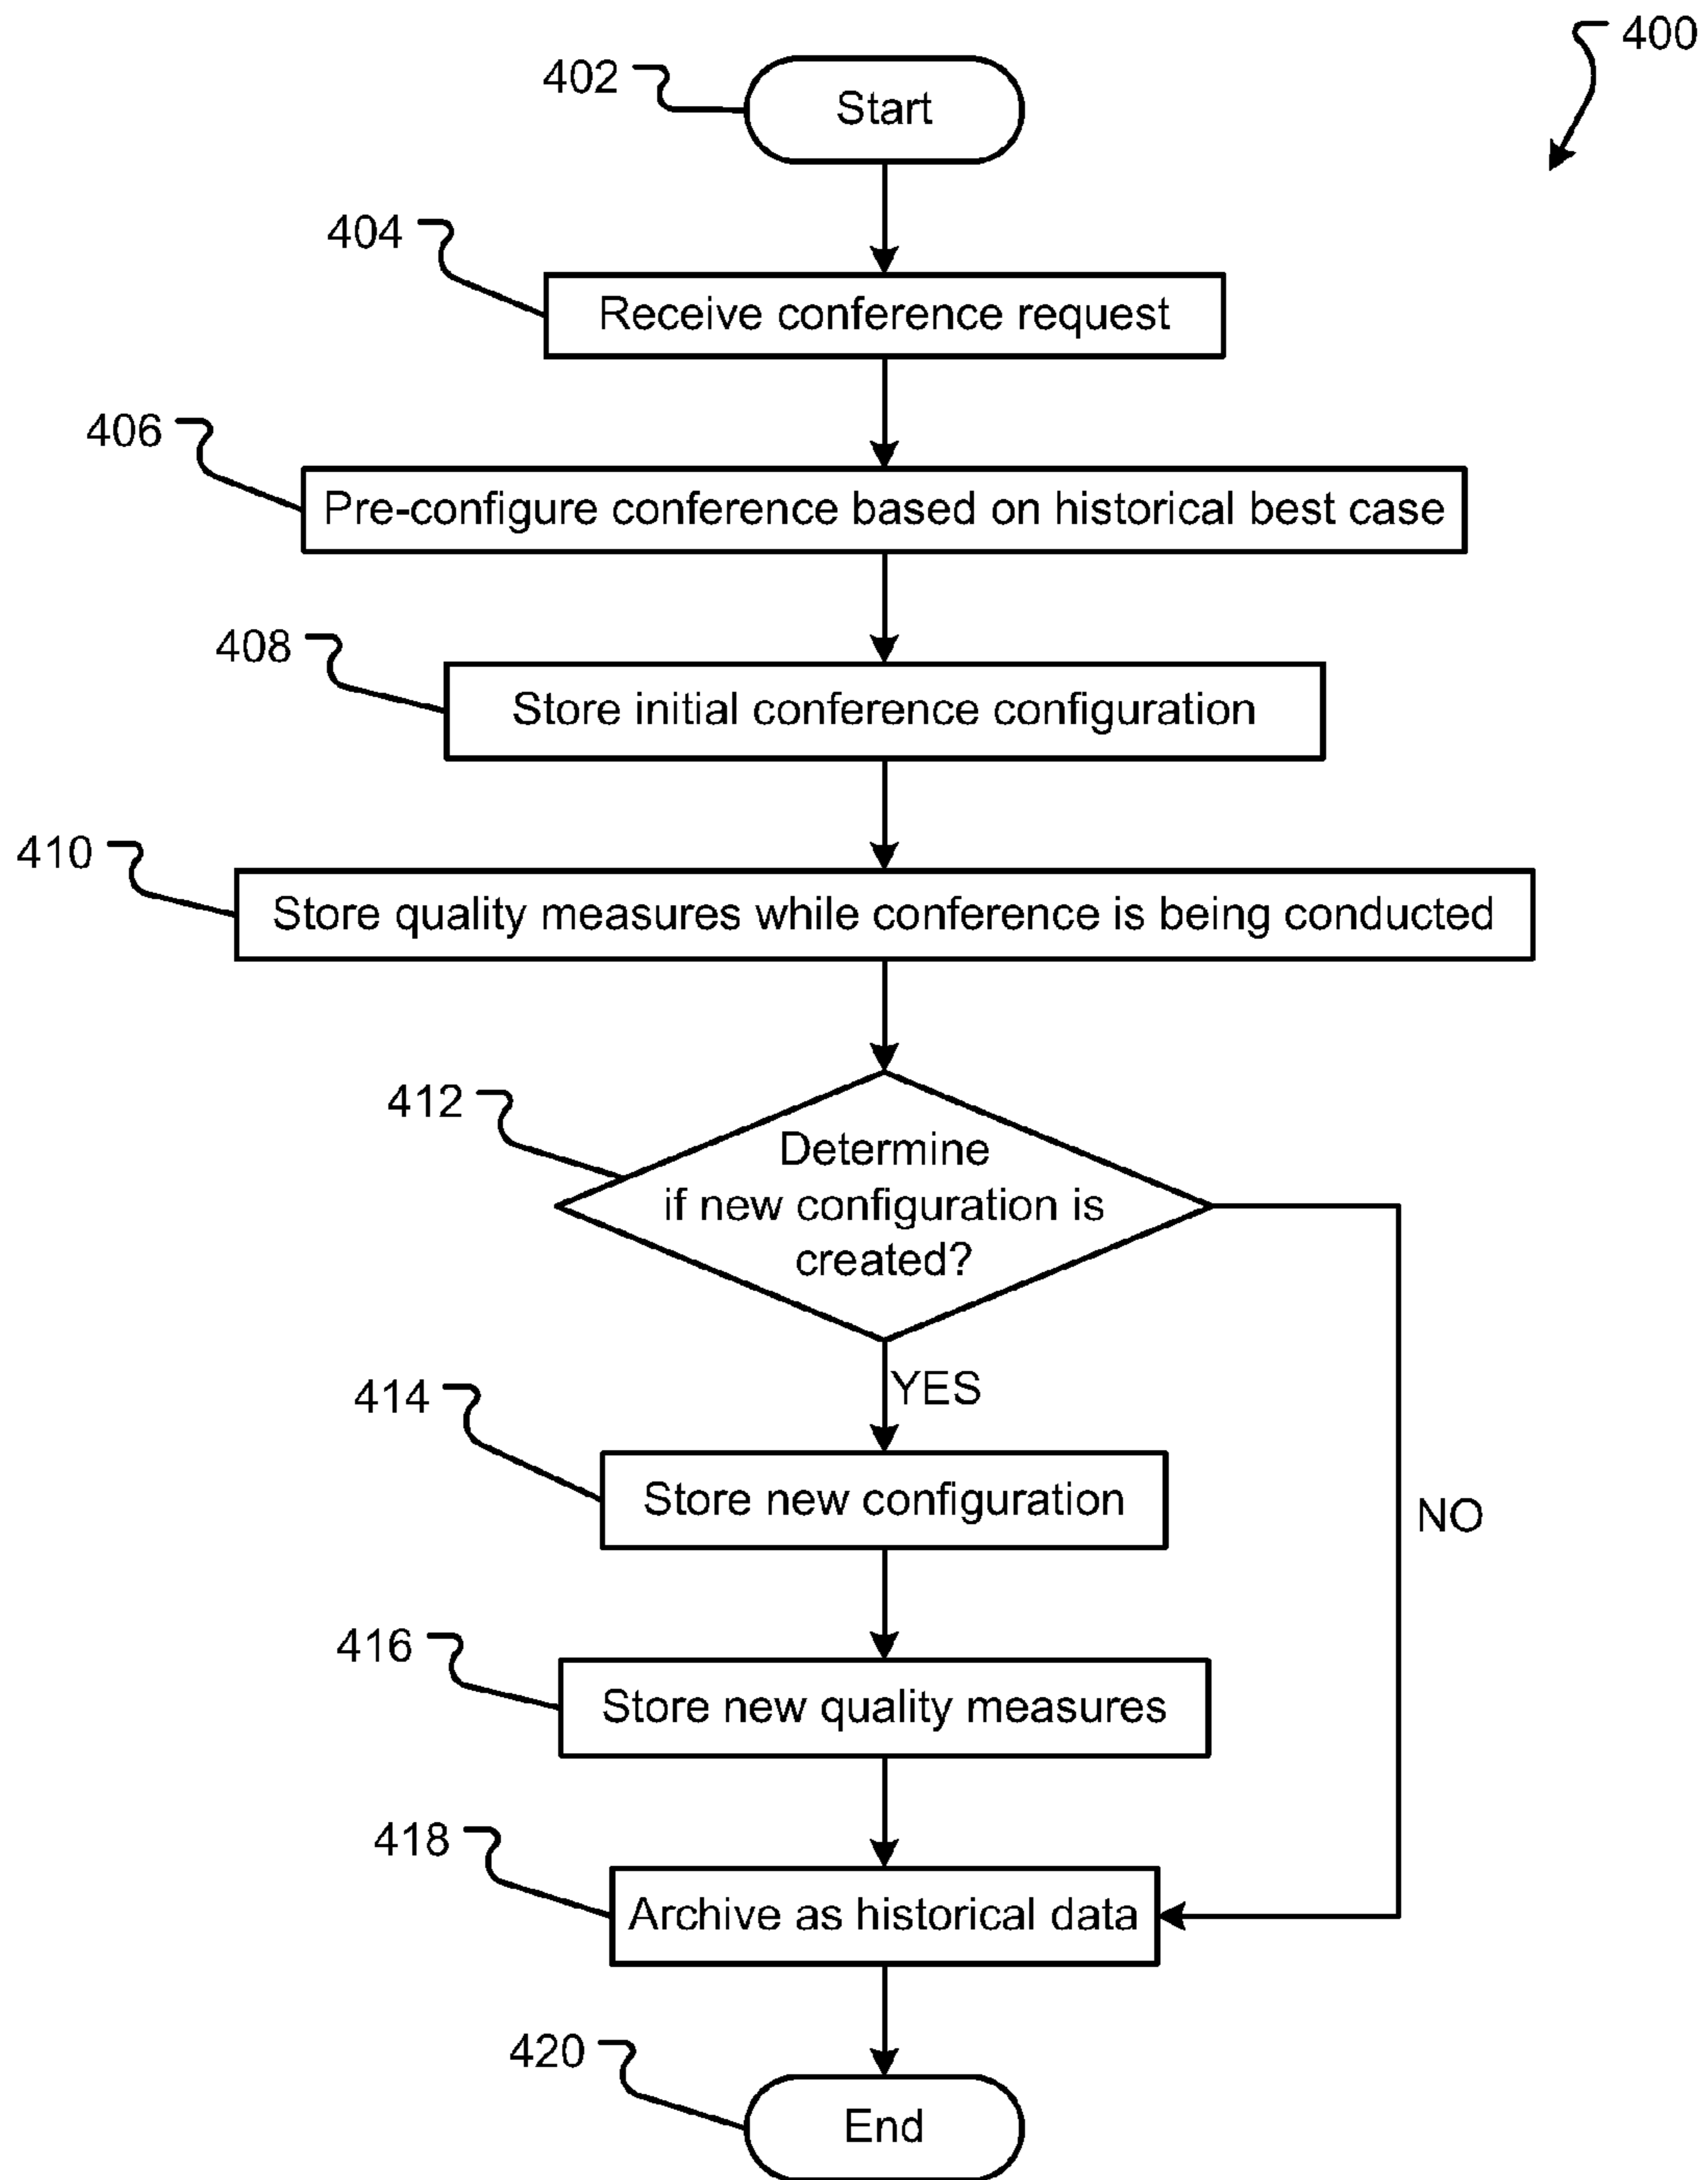 400
402
Start
404
Receive conference request
406
Pre-configure conference based on historical best case
408
Store initial conference configuration
410
Store quality measures while conference is being conducted
412
Determine
if new configuration is
created?
YES
414
Store new configuration
NO
416
Store new quality measures
418
Archive as historical data
420
End